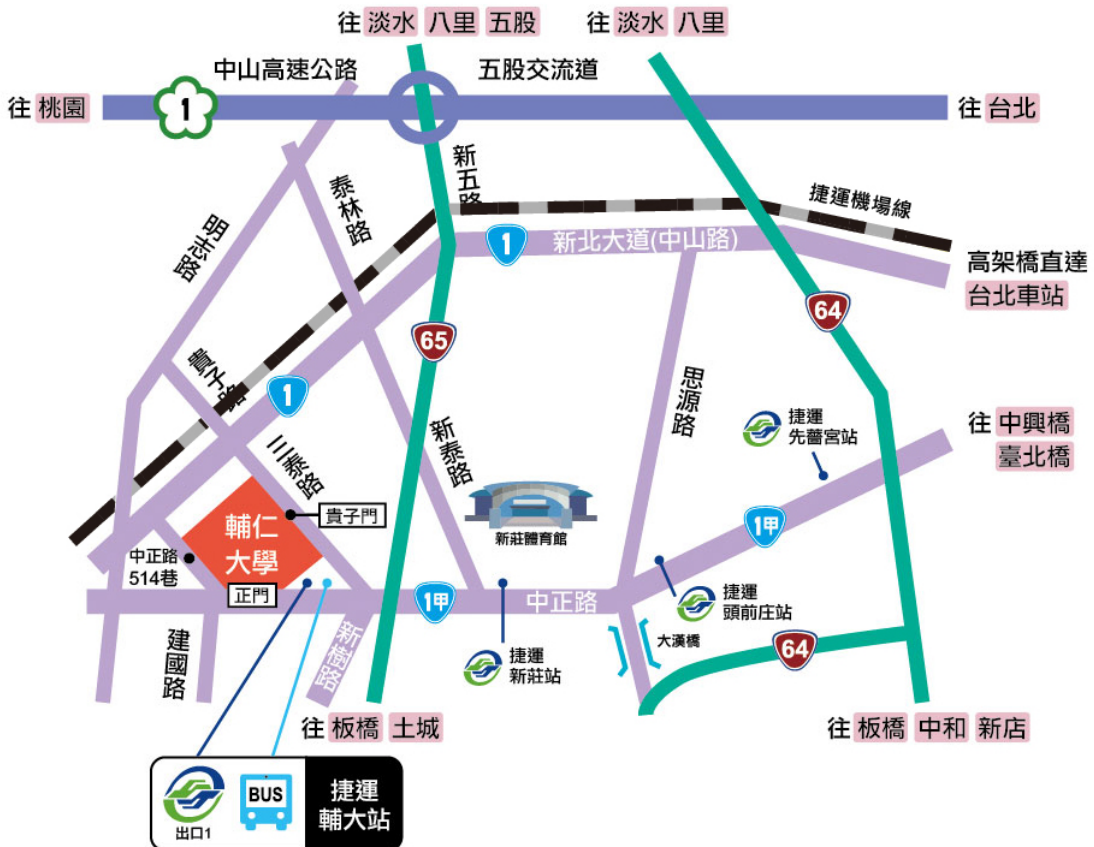 往 淡水 八里 五股
往 淡水 八里
中山高速公路
五股交流道
往 桃園
1
往 台北
新五路
泰林路
捷運機場線
明志路
1
新北大道(中山路)
高架橋直達
台北車站
64
65
貴子路
1
思源路
新泰路
捷運
先嗇宮站
往 中興橋
臺北橋
三泰路
貴子門
輔仁
大學
新莊體育館
1甲
中正路
514巷
正門
1甲
中正路
捷運
頭前庄站
建國路
新樹路
捷運
新莊站
大漢橋
64
往 板橋 土城
往 板橋 中和 新店
BUS
出口1
捷運
輔大站